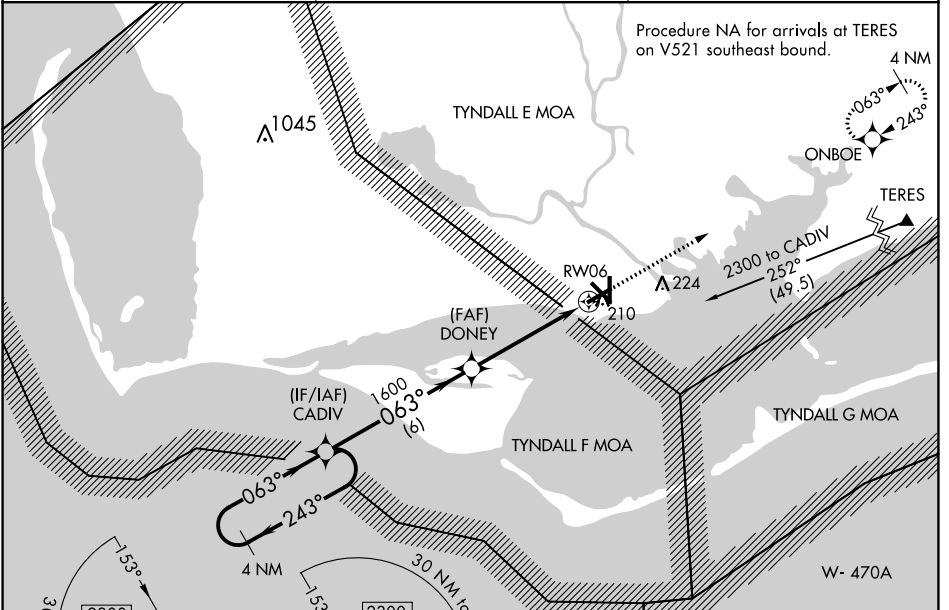 Procedure NA for arrivals at TERES
on V521 southeast bound.
4 NM
063°
243°
ONBOE
1045
TYNDALL E MOA
TERES
2300 to CADIV
252°
(49.5)
RW06
224
210
(FAF)
DONEY
(IF/IAF)
CADIV
1600
063°
(6)
TYNDALL F MOA
TYNDALL G MOA
063°
243°
4 NM
W- 470A
153°
30 NM to